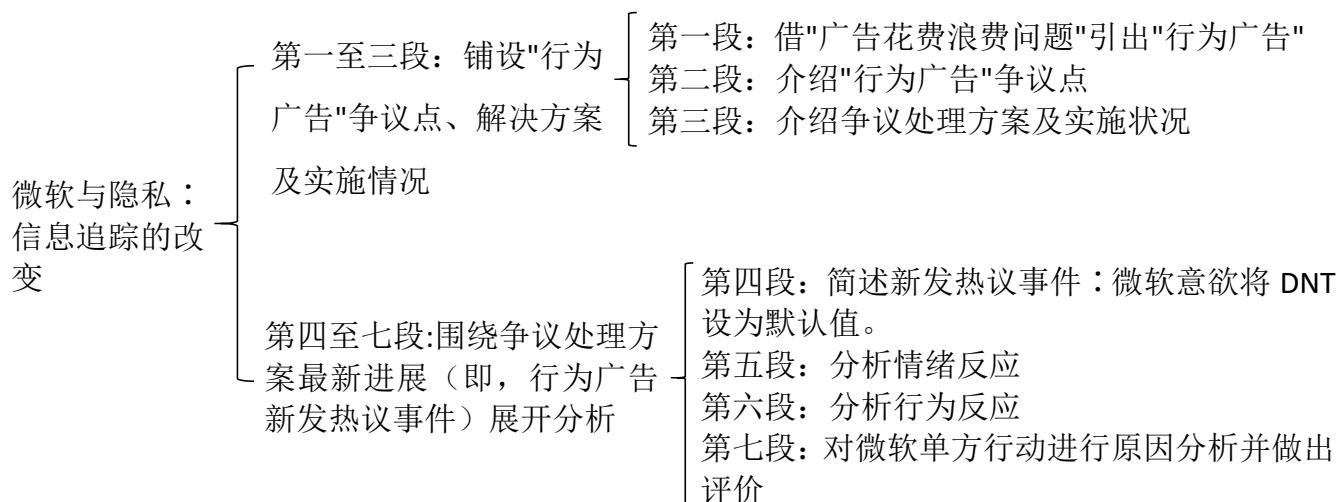 微软与隐私：
信息追踪的改
变
第一至三段：铺设"行为
广告"争议点、解决方案
及实施情况
第一段：借"广告花费浪费问题"引出"行为广告"
第二段：介绍"行为广告"争议点
第三段：介绍争议处理方案及实施状况
第四至七段:围绕争议处理方
案最新进展（即，行为广告
新发热议事件）展开分析
第四段：简述新发热议事件：微软意欲将 DNT
设为默认值。
第五段：分析情绪反应
第六段：分析行为反应
第七段：对微软单方行动进行原因分析并做出
评价